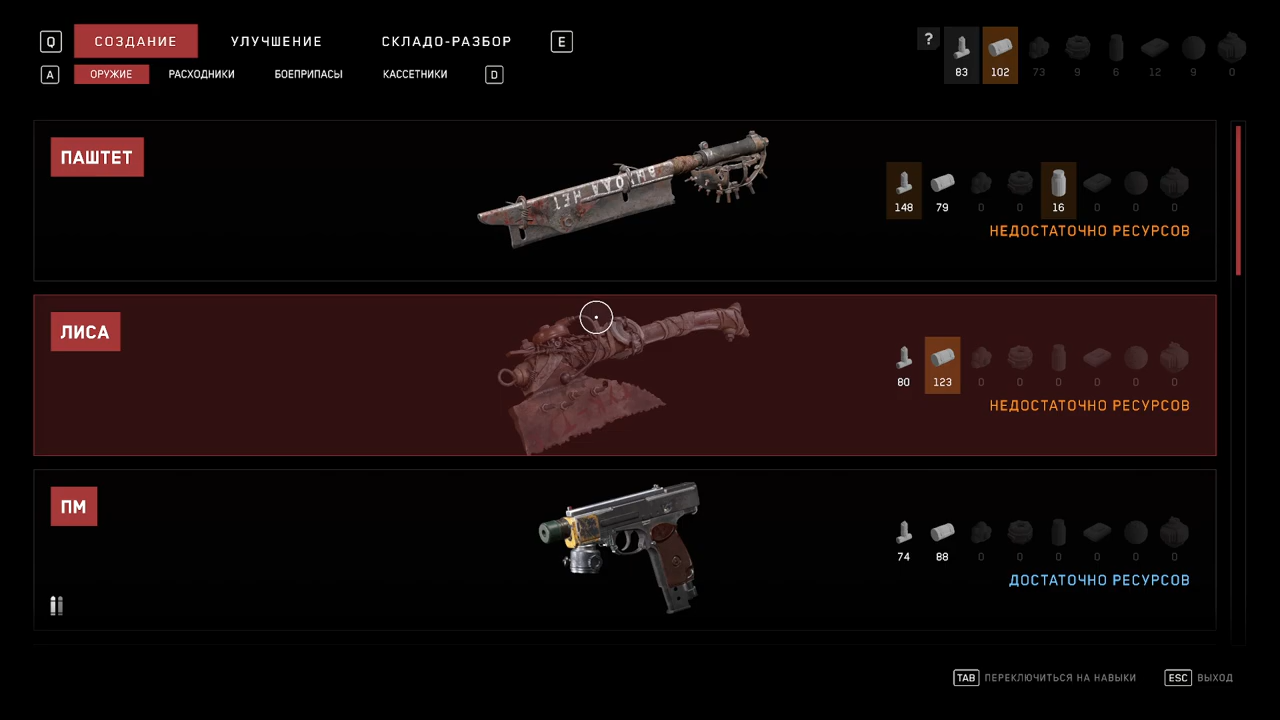 Q СОЗДАНИЕ УЛУЧШЕНИЕ СКЛАДО-РАЗБОР E
A ОРУЖИЕ РАСХОДНИКИ БОЕПРИПАСЫ КАССЕТНИКИ D
?
83 102 73 9 6 12 9 0
ПАШТЕТ
ВЫХОДА НЕТ
148 79 0 0 16 0 0 0
НЕДОСТАТОЧНО РЕСУРСОВ
ЛИСА
80 123 0 0 0 0 0 0
НЕДОСТАТОЧНО РЕСУРСОВ
ПМ
74 88 0 0 0 0 0 0
ДОСТАТОЧНО РЕСУРСОВ
TAB ПЕРЕКЛЮЧИТЬСЯ НА НАВЫКИ ESC ВЫХОД